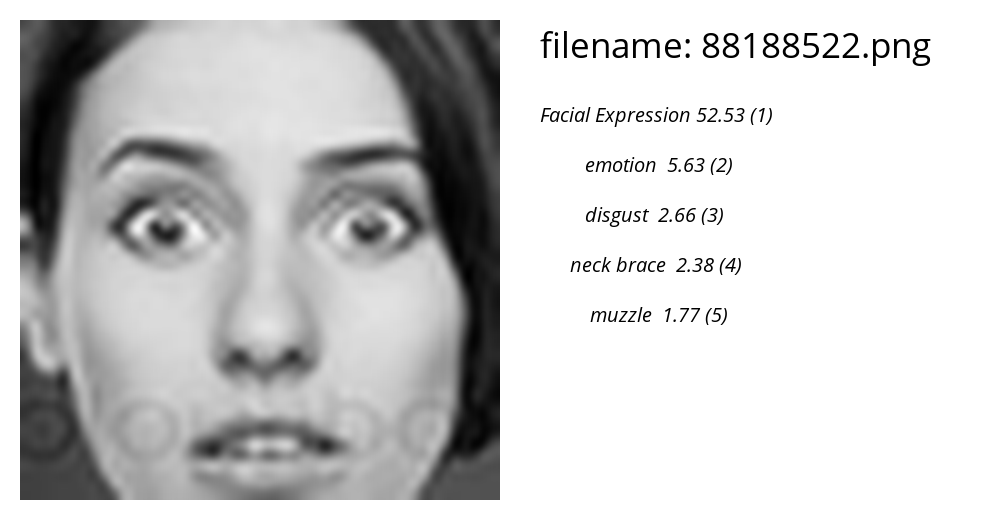 filename: 88188522.png
Facial Expression 52.53 (1)
emotion 5.63 (2)
disgust 2.66 (3)
neck brace 2.38 (4)
muzzle 1.77 (5)